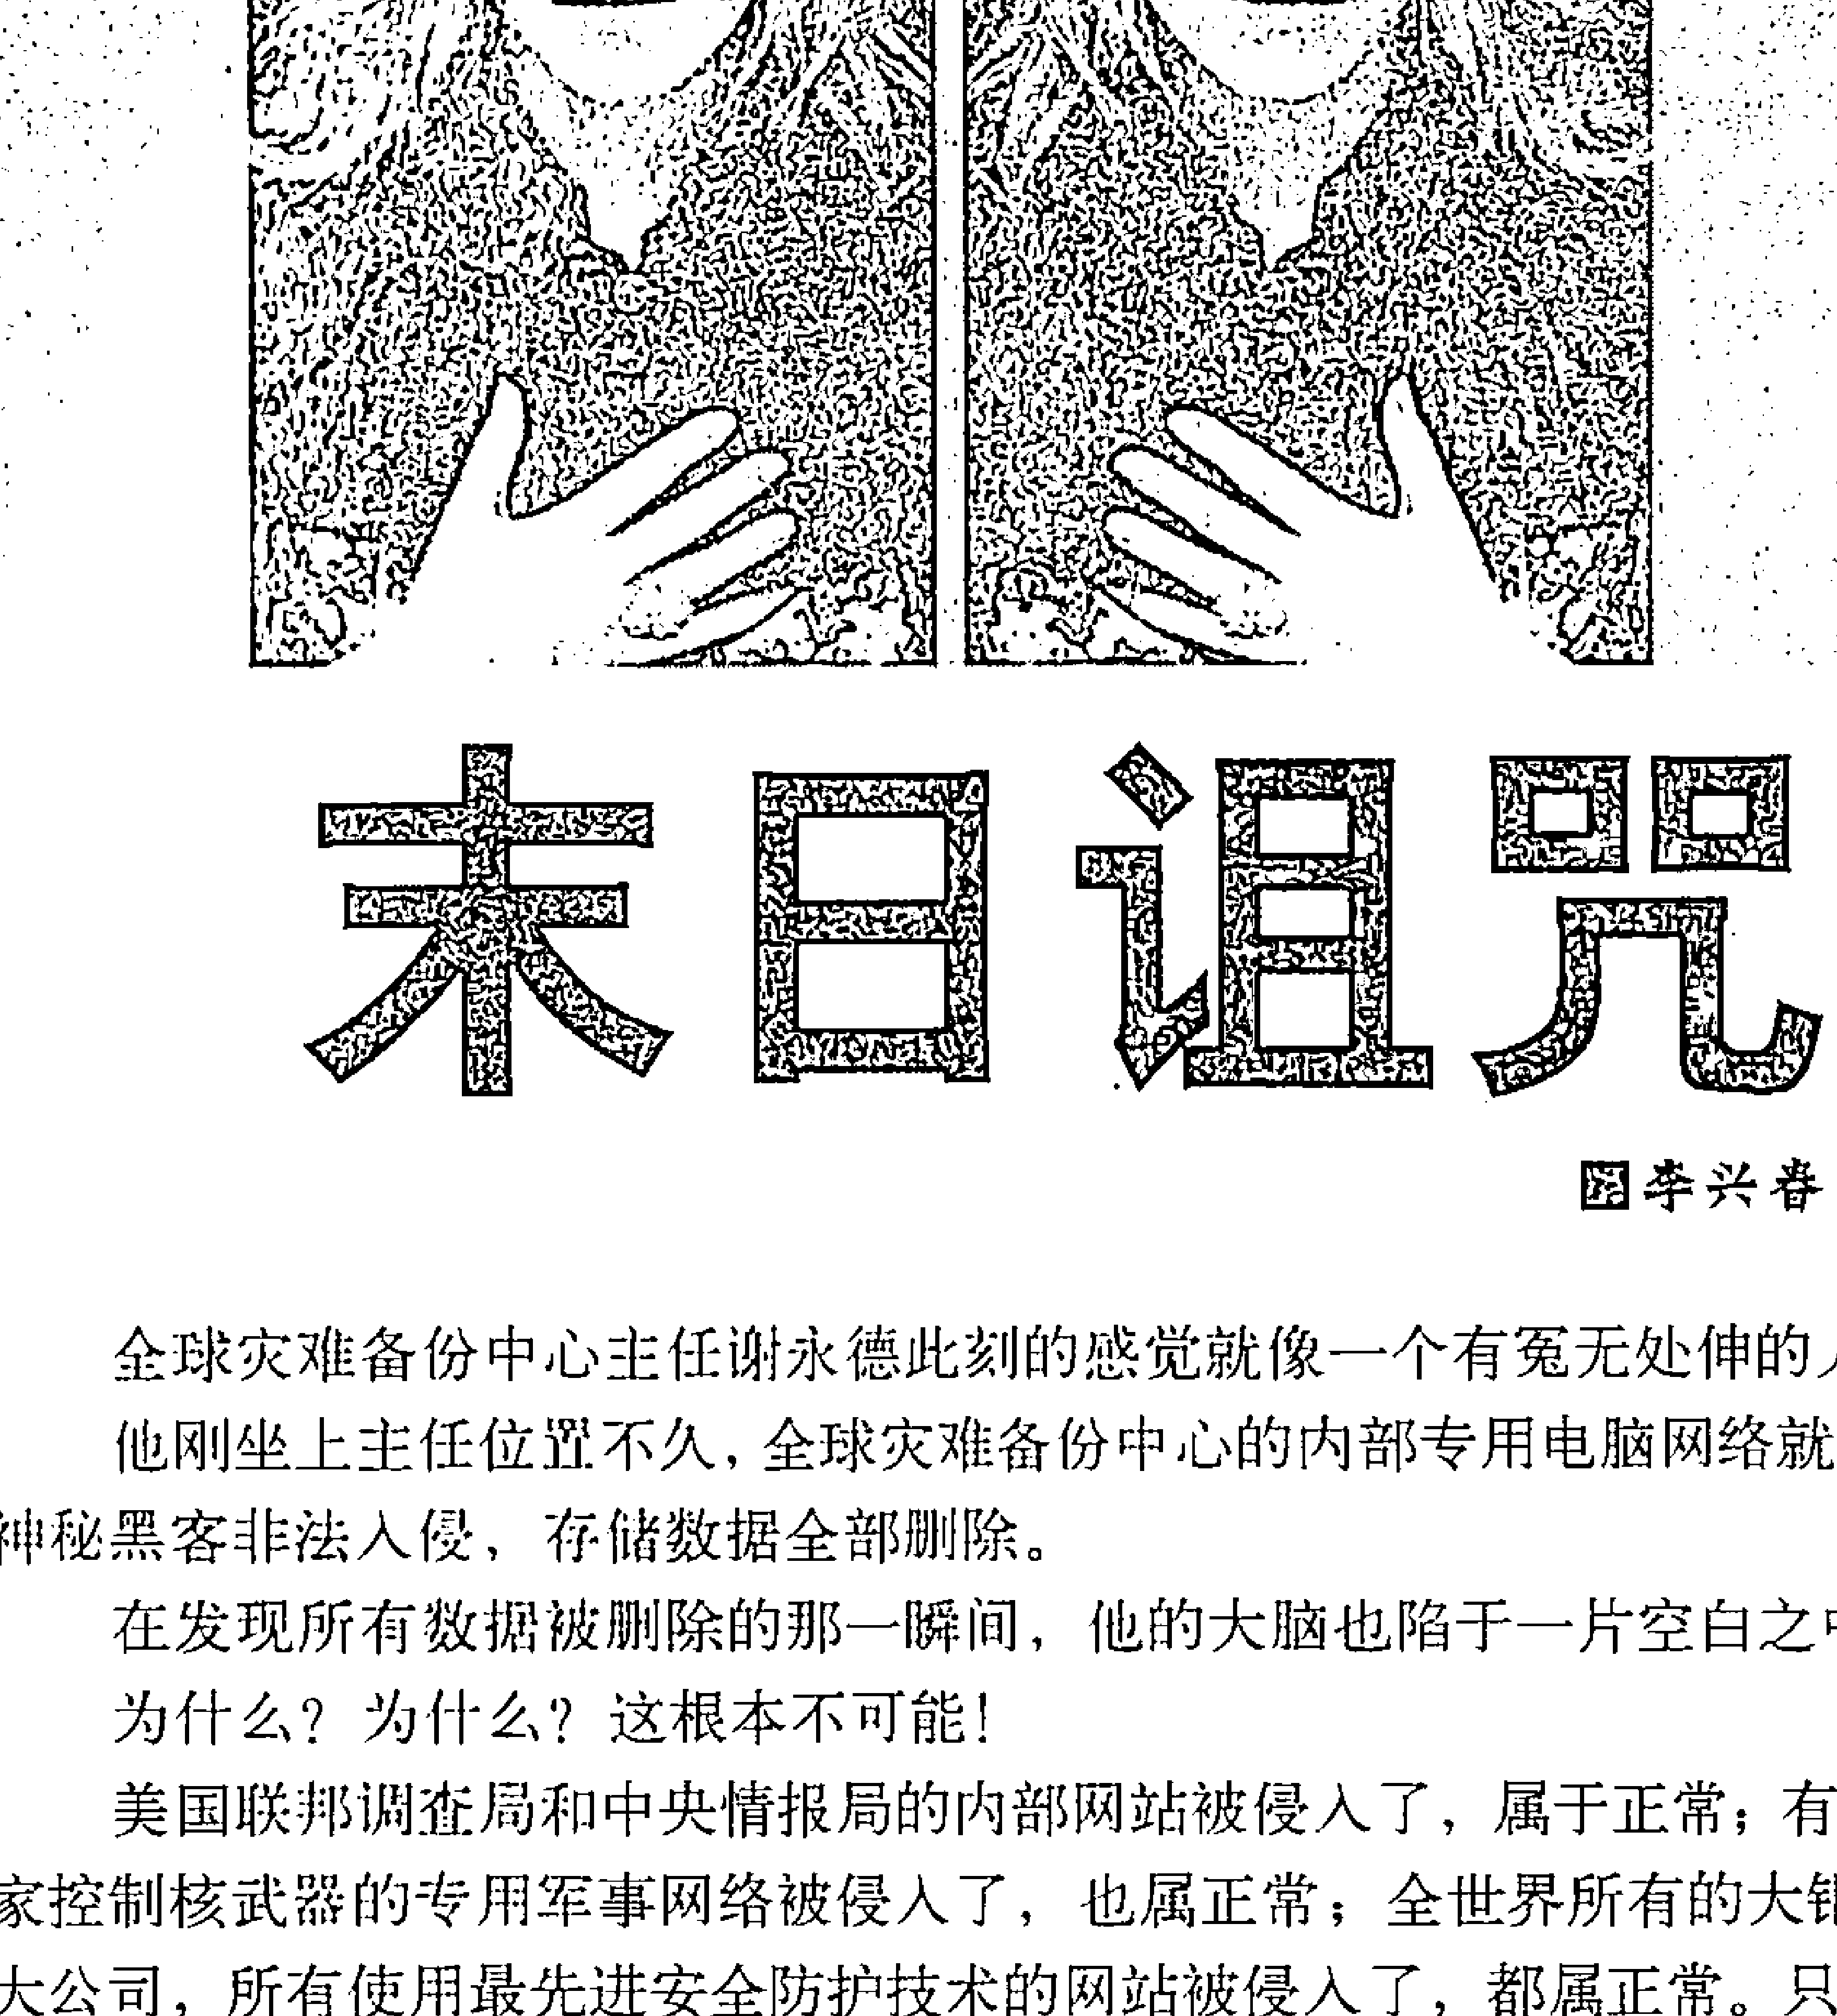 末日诅咒
李兴春
全球灾难备份中心主任谢永德此刻的感觉就像一个有冤无处伸的
他刚坐上主任位置不久，全球灾难备份中心的内部专用电脑网络就
神秘黑客非法入侵，存储数据全部删除。
在发现所有数据被删除的那一瞬间，他的大脑也陷于一片空白之中
为什么？为什么？这根本不可能！
美国联邦调查局和中央情报局的内部网站被侵入了，属于正常；有
家控制核武器的专用军事网络被侵入了，也属正常；全世界所有的大银
大公司，所有使用最先进安全防护技术的网站被侵入了，都属正常。只